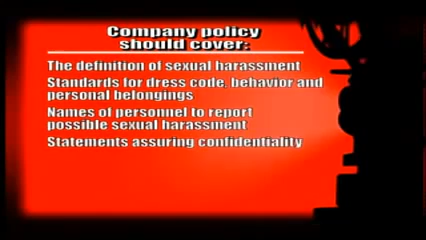 Company policy
should cover:
The definition of sexual harassment
Standards for dress code, behavior and
personal belongings
Names of personnel to report
possible sexual harassment
Statements assuring confidentiality